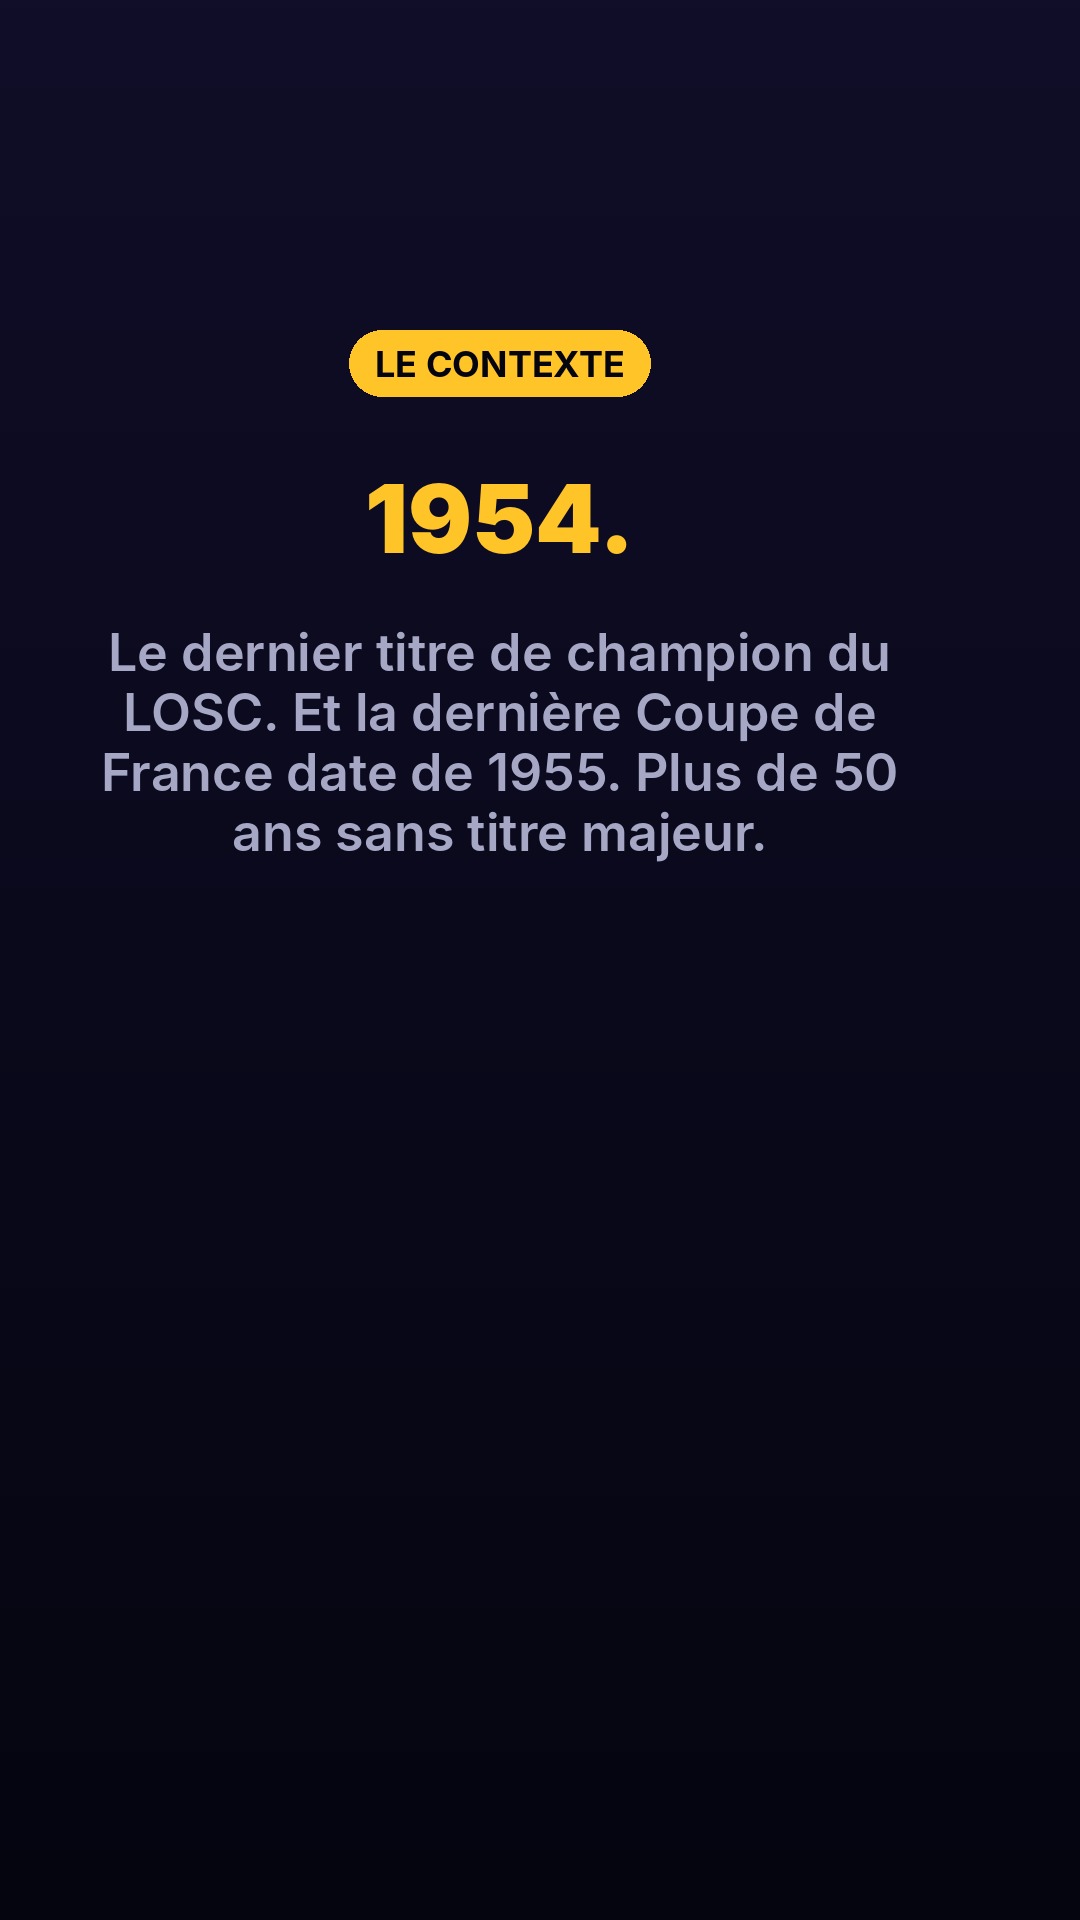 LE CONTEXTE
1954.
Le dernier titre de champion du
LOSC. Et la dernière Coupe de
France date de 1955. Plus de 50
ans sans titre majeur.